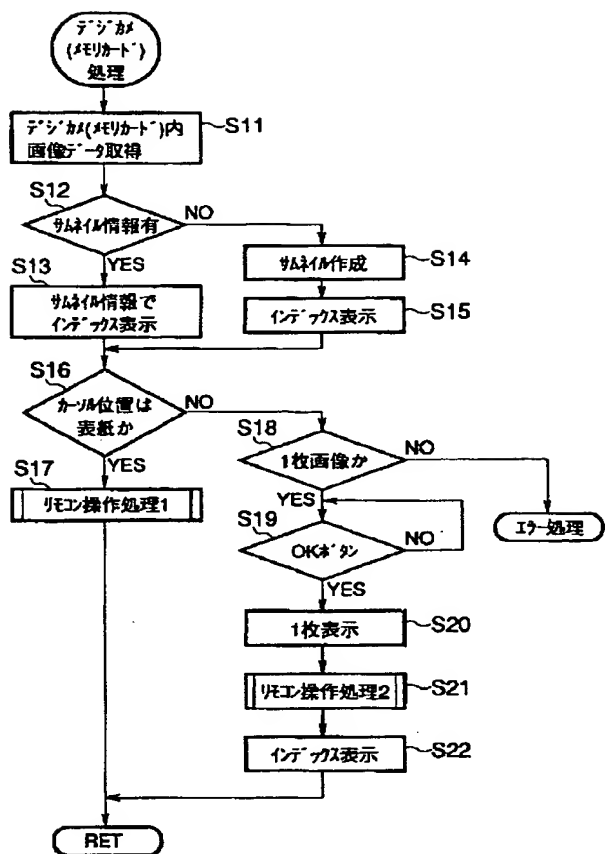 デジカメ
(メモリカード)
処理
デジカメ(メモリカード)内
画像データ取得
S11
S12
サムネイル情報有
NO
YES
S13
サムネイル情報で
インデックス表示
サムネイル作成
S14
インデックス表示
S15
S16
カーソル位置は
表紙か
NO
YES
S17
リモコン操作処理1
S18
1枚画像か
NO
YES
エラー処理
S19
OKボタン
NO
YES
1枚表示
S20
リモコン操作処理2
S21
インデックス表示
S22
RET